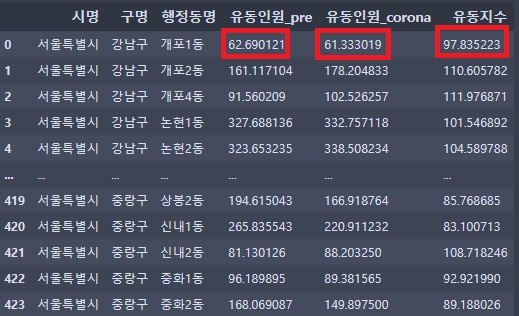 시명 구명 행정동명 유동인원_pre 유동인원_corona 유동지수
0 서울특별시 강남구 개포1동 62.690121 61.333019 97.835223
1 서울특별시 강남구 개포2동 161.117104 178.204833 110.605782
2 서울특별시 강남구 개포4동 91.560209 102.526257 111.976871
3 서울특별시 강남구 논현1동 327.688136 332.757118 101.546892
4 서울특별시 강남구 논현2동 323.653235 338.508234 104.589788
... ... ... ... ... ... ...
419 서울특별시 중랑구 상봉2동 194.615043 166.918764 85.768685
420 서울특별시 중랑구 신내1동 265.835543 220.911232 83.100713
421 서울특별시 중랑구 신내2동 81.130126 88.203250 108.718246
422 서울특별시 중랑구 중화1동 96.189895 89.381565 92.921990
423 서울특별시 중랑구 중화2동 168.069087 149.897500 89.188026